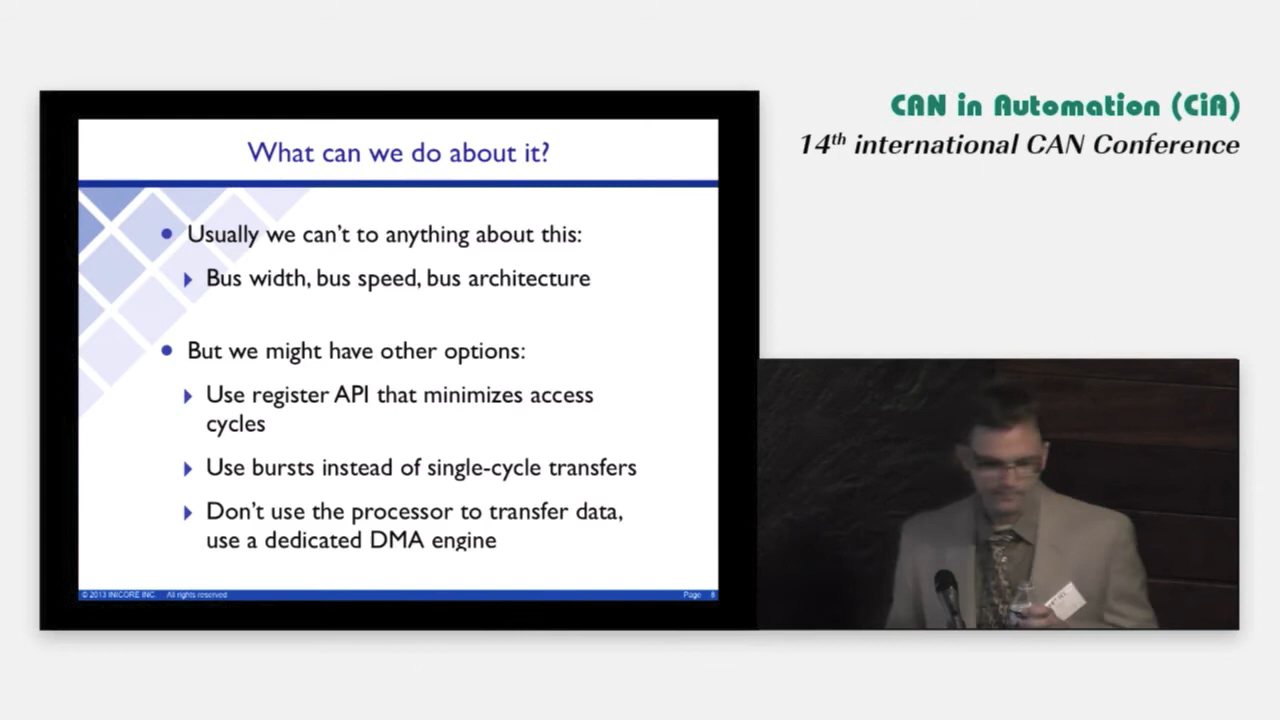 CAN in Automation (CiA)
14th international CAN Conference
What can we do about it?
• Usually we can't to anything about this:
Bus width, bus speed, bus architecture
• But we might have other options:
Use register API that minimizes access
cycles
Use bursts instead of single-cycle transfers
Don't use the processor to transfer data,
use a dedicated DMA engine
© 2013 INICORE INC. All rights reserved
Page